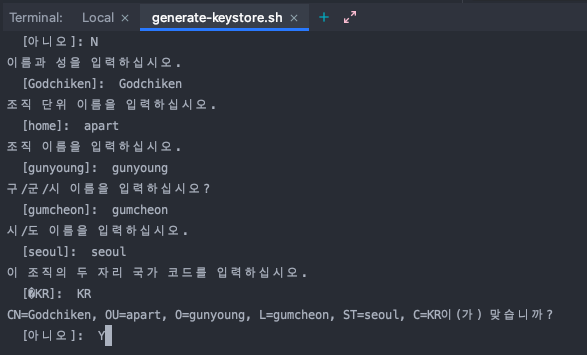 Terminal: Local × generate-keystore.sh × +
[아니오]: N
이름과 성을 입력하십시오.
[Godchiken]: Godchiken
조직 단위 이름을 입력하십시오.
[home]: apart
조직 이름을 입력하십시오.
[gunyoung]: gunyoung
구/군/시 이름을 입력하십시오?
[gumcheon]: gumcheon
시/도 이름을 입력하십시오.
[seoul]: seoul
이 조직의 두 자리 국가 코드를 입력하십시오.
[�KR]: KR
CN=Godchiken, OU=apart, O=gunyoung, L=gumcheon, ST=seoul, C=KR이(가) 맞습니까?
[아니오]: Y